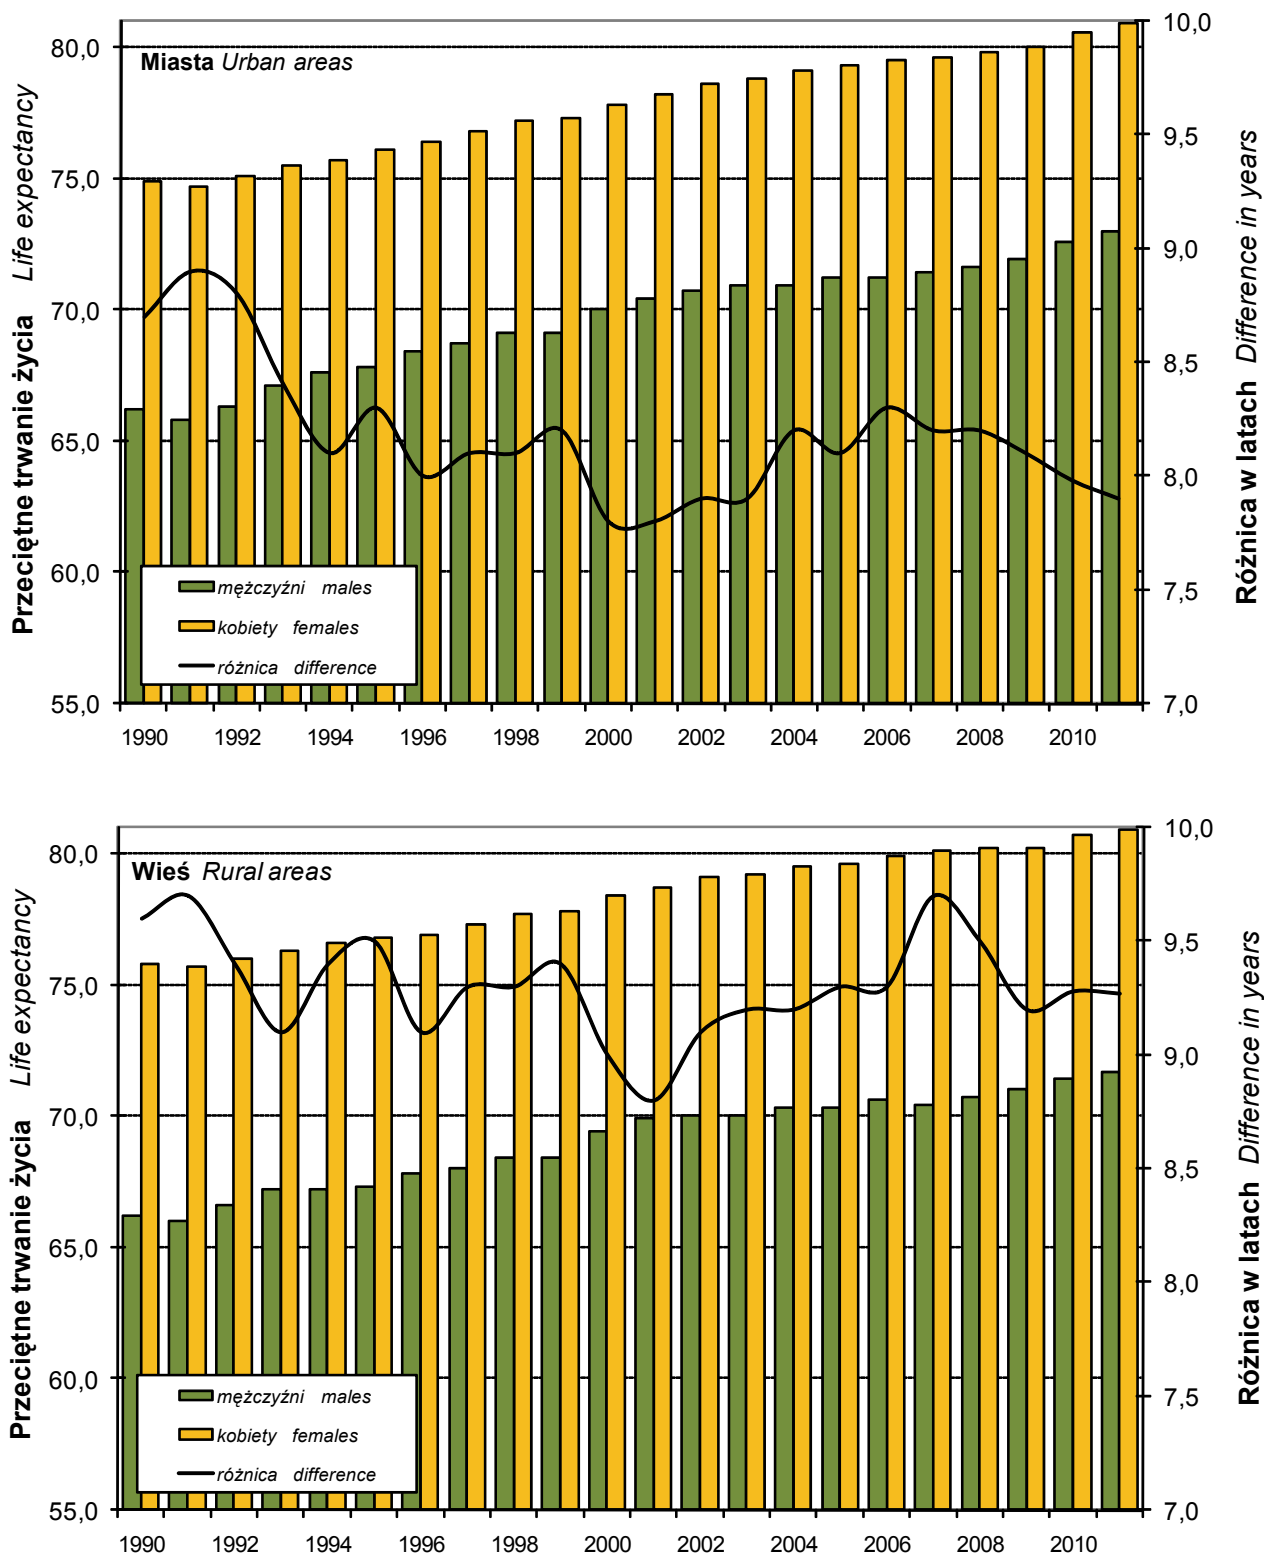 10,0
80,0
Miasta Urban areas
9,5
75,0
9,0
70,0
8,5
65,0
8,0
60,0
7,5
55,0
7,0
Przeciętne trwanie życia Life expectancy
Różnica w latach Difference in years
mężczyźni males
kobiety females
różnica difference
1990 1992 1994 1996 1998 2000 2002 2004 2006 2008 2010
10,0
80,0
Wieś Rural areas
9,5
75,0
9,0
70,0
8,5
65,0
8,0
60,0
7,5
55,0
7,0
Przeciętne trwanie życia Life expectancy
Różnica w latach Difference in years
mężczyźni males
kobiety females
różnica difference
1990 1992 1994 1996 1998 2000 2002 2004 2006 2008 2010